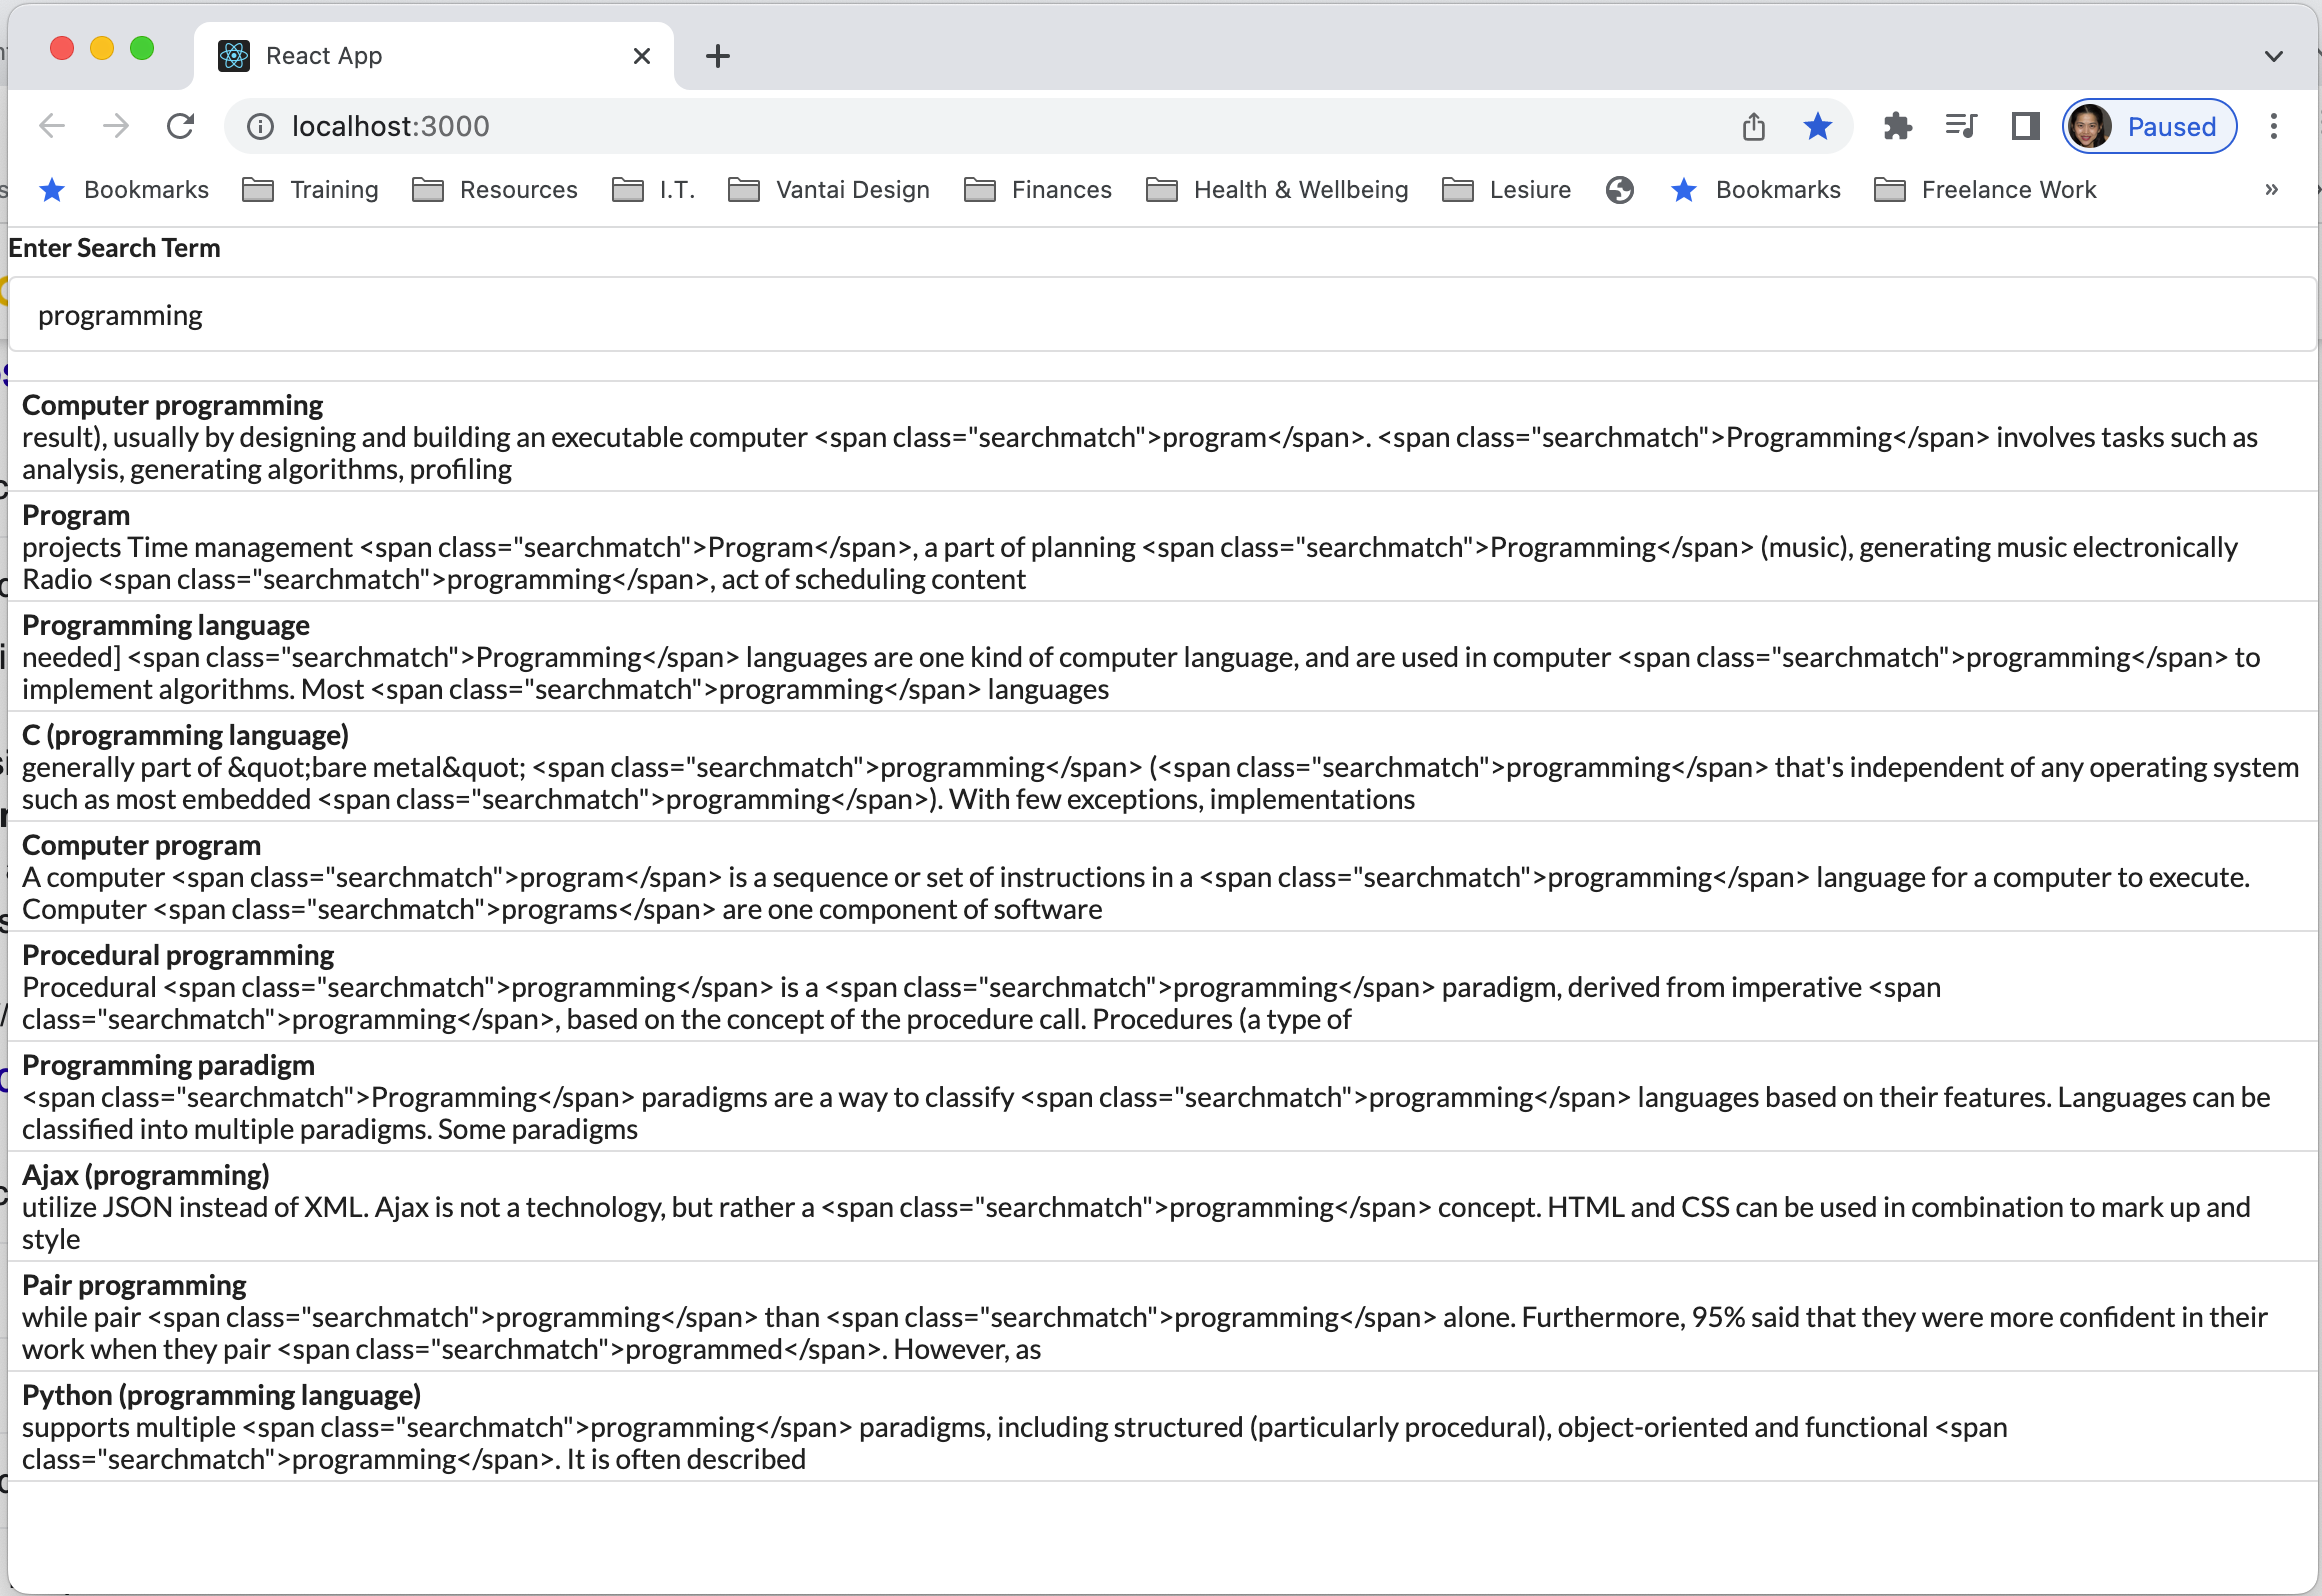 React App
localhost:3000
Paused
Bookmarks Training Resources I.T. Vantai Design Finances Health & Wellbeing Lesiure Bookmarks Freelance Work »
Enter Search Term
programming
Computer programming
result), usually by designing and building an executable computer <span class="searchmatch">program</span>. <span class="searchmatch">Programming</span> involves tasks such as
analysis, generating algorithms, profiling
Program
projects Time management <span class="searchmatch">Program</span>, a part of planning <span class="searchmatch">Programming</span> (music), generating music electronically
Radio <span class="searchmatch">programming</span>, act of scheduling content
Programming language
needed] <span class="searchmatch">Programming</span> languages are one kind of computer language, and are used in computer <span class="searchmatch">programming</span> to
implement algorithms. Most <span class="searchmatch">programming</span> languages
C (programming language)
generally part of &quot;bare metal&quot; <span class="searchmatch">programming</span> (<span class="searchmatch">programming</span> that's independent of any operating system
such as most embedded <span class="searchmatch">programming</span>). With few exceptions, implementations
Computer program
A computer <span class="searchmatch">program</span> is a sequence or set of instructions in a <span class="searchmatch">programming</span> language for a computer to execute.
Computer <span class="searchmatch">programs</span> are one component of software
Procedural programming
Procedural <span class="searchmatch">programming</span> is a <span class="searchmatch">programming</span> paradigm, derived from imperative <span
class="searchmatch">programming</span>, based on the concept of the procedure call. Procedures (a type of
Programming paradigm
<span class="searchmatch">Programming</span> paradigms are a way to classify <span class="searchmatch">programming</span> languages based on their features. Languages can be
classified into multiple paradigms. Some paradigms
Ajax (programming)
utilize JSON instead of XML. Ajax is not a technology, but rather a <span class="searchmatch">programming</span> concept. HTML and CSS can be used in combination to mark up and
style
Pair programming
while pair <span class="searchmatch">programming</span> than <span class="searchmatch">programming</span> alone. Furthermore, 95% said that they were more confident in their
work when they pair <span class="searchmatch">programmed</span>. However, as
Python (programming language)
supports multiple <span class="searchmatch">programming</span> paradigms, including structured (particularly procedural), object-oriented and functional <span
class="searchmatch">programming</span>. It is often described